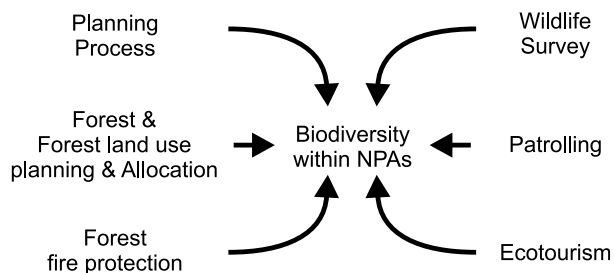 Planning
Process
Wildlife
Survey
Forest &
Forest land use
planning & Allocation
Biodiversity
within NPAs
Patrolling
Forest
fire protection
Ecotourism